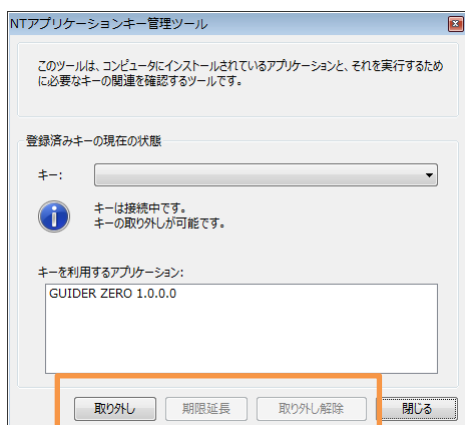 NTアプリケーションキー管理ツール
このツールは、コンピュータにインストールされているアプリケーションと、それを実行するため
に必要なキーの関連を確認するツールです。
登録済みキーの現在の状態
キー:
キーは接続中です。
キーの取り外しが可能です。
キーを利用するアプリケーション:
GUIDER ZERO 1.0.0.0
取り外し
期限延長
取り外し解除
閉じる